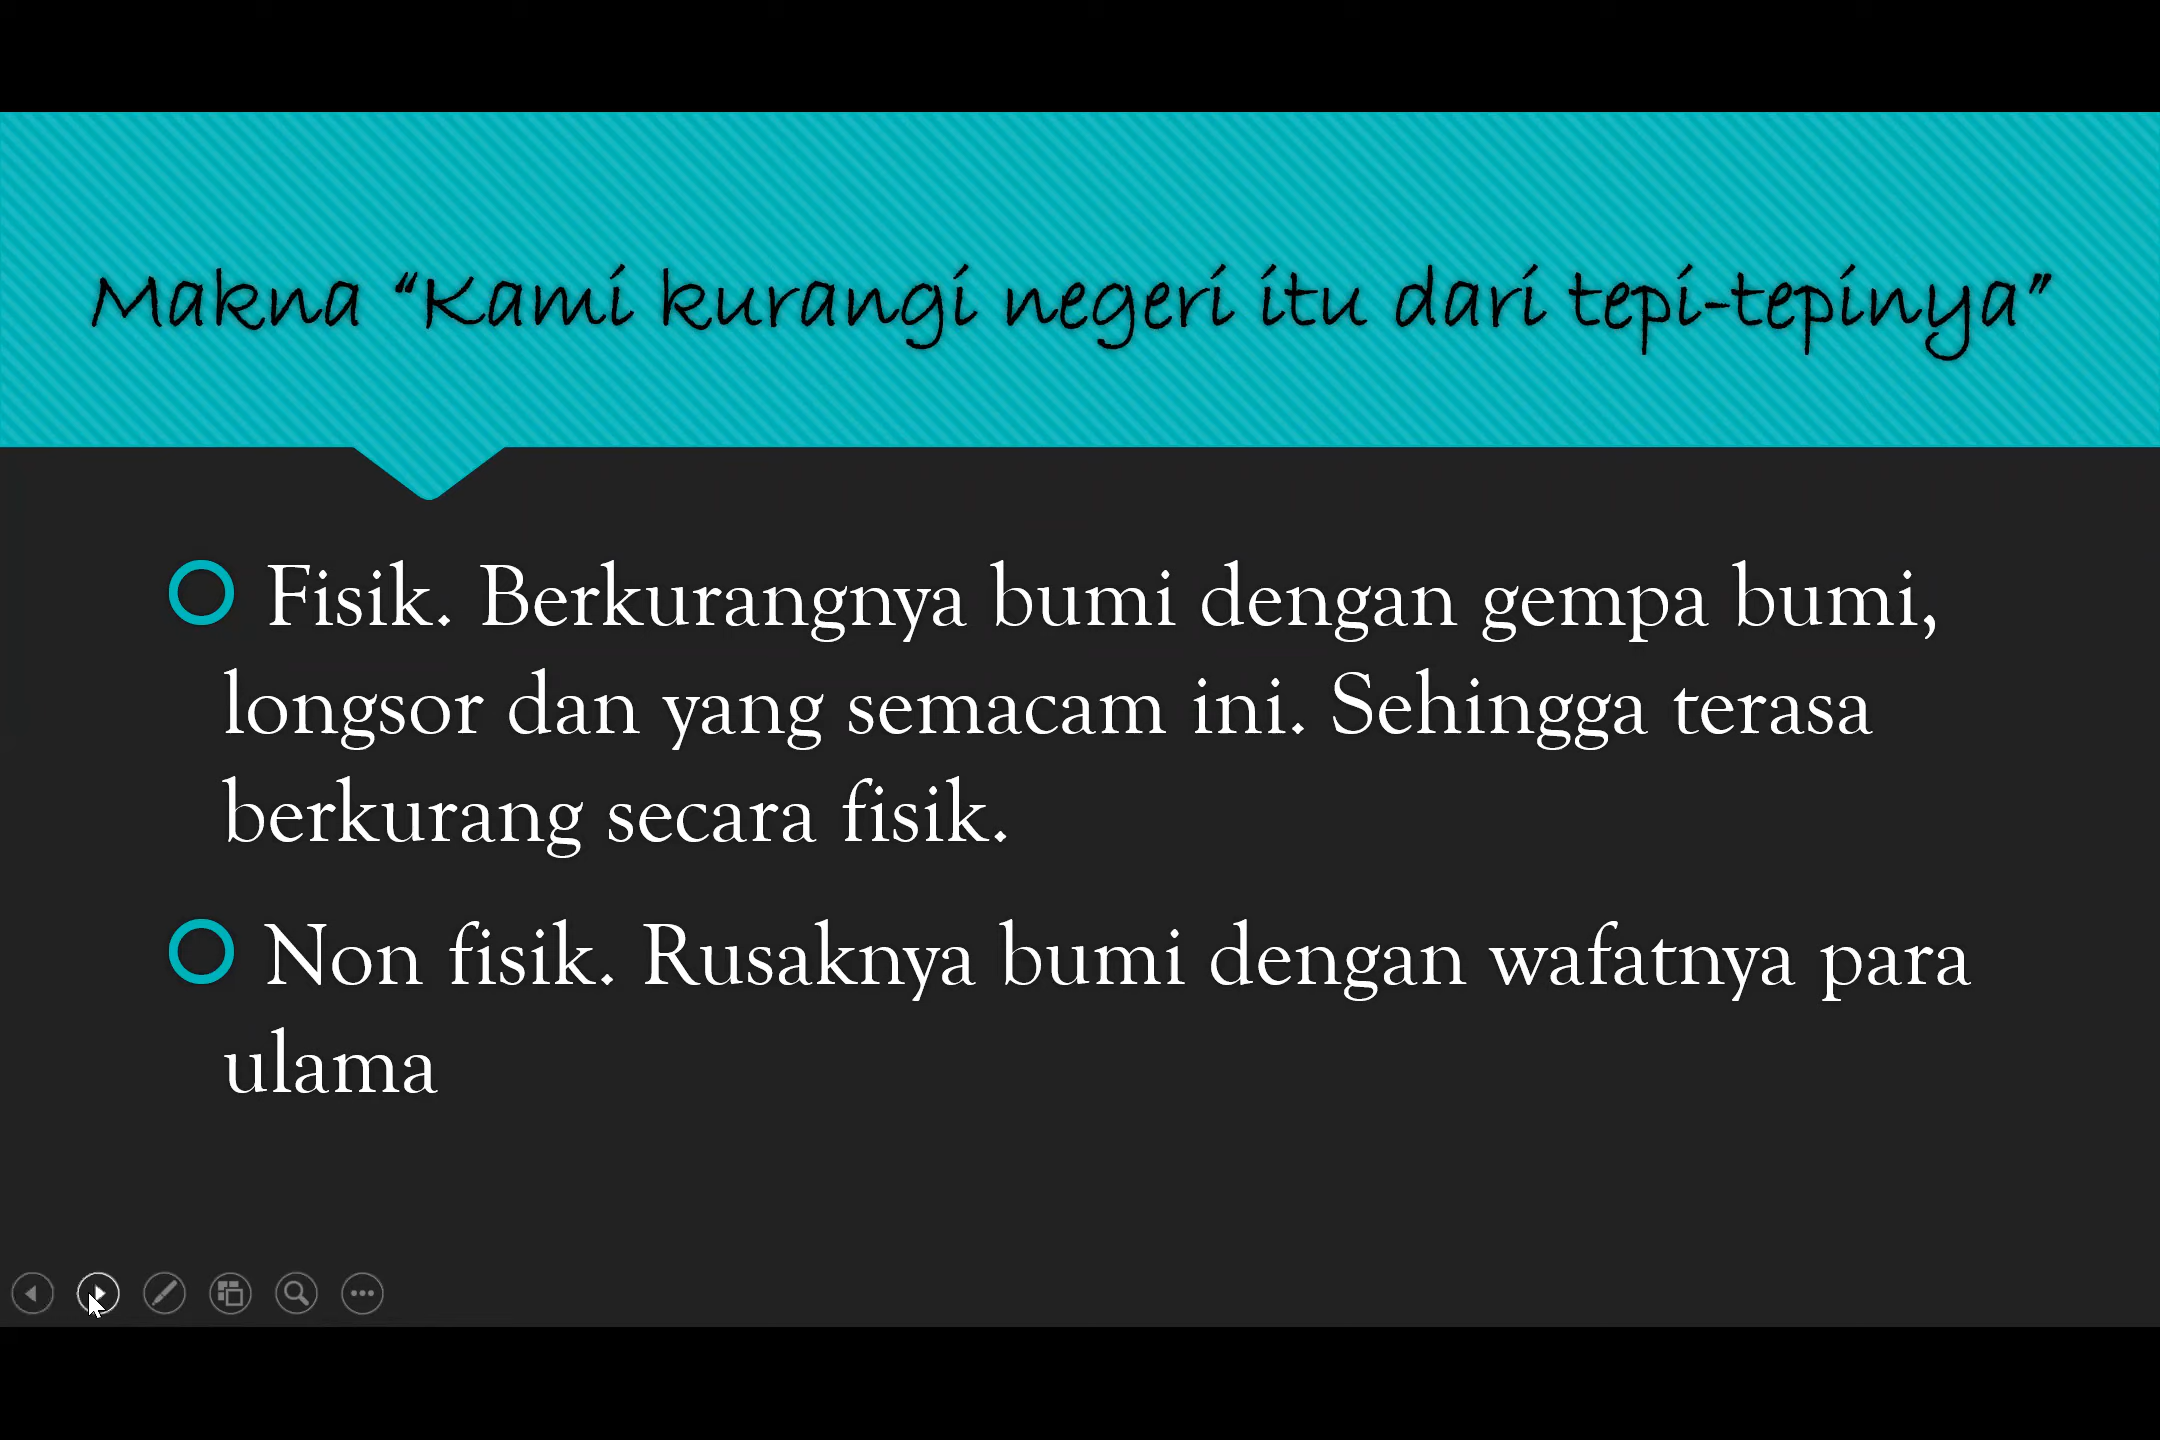 Makna “Kami kurangi negeri itu dari tepi-tepinya”
Fisik. Berkurangnya bumi dengan gempa bumi,
longsor dan yang semacam ini. Sehingga terasa
berkurang secara fisik.
Non fisik. Rusaknya bumi dengan wafatnya para
ulama